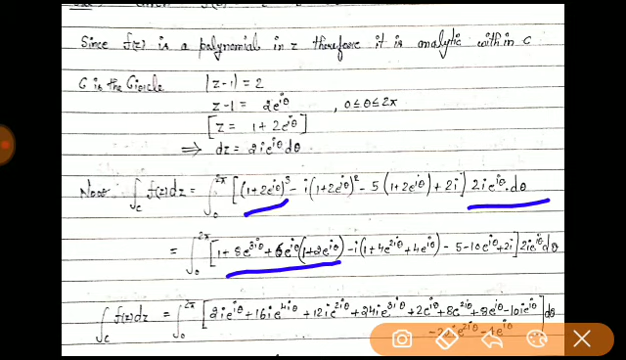 Since f(z) is a polynomial in z therefore it is analytic within C
C is the Circle |z-1| = 2
z-1 = 2e^{iθ} , 0≤θ≤2π
[z = 1+2e^{iθ}]
⇒ dz = 2ie^{iθ}dθ
Now ∫_C f(z)dz = ∫_0^{2π} [(1+2e^{iθ})^3 - i(1+2e^{iθ})^2 - 5(1+2e^{iθ}) + 2i] 2ie^{iθ}.dθ
= ∫_0^{2π} [1+8e^{3iθ}+6e^{iθ}(1+2e^{iθ}) - i(1+4e^{2iθ}+4e^{iθ}) - 5-10e^{iθ}+2i] 2ie^{iθ}dθ
∫_C f(z)dz = ∫_0^{2π} [2ie^{iθ}+16ie^{4iθ}+12ie^{2iθ}+24ie^{3iθ}+2e^{iθ}+8e^{2iθ}+8e^{iθ}-10ie^{iθ}] dθ